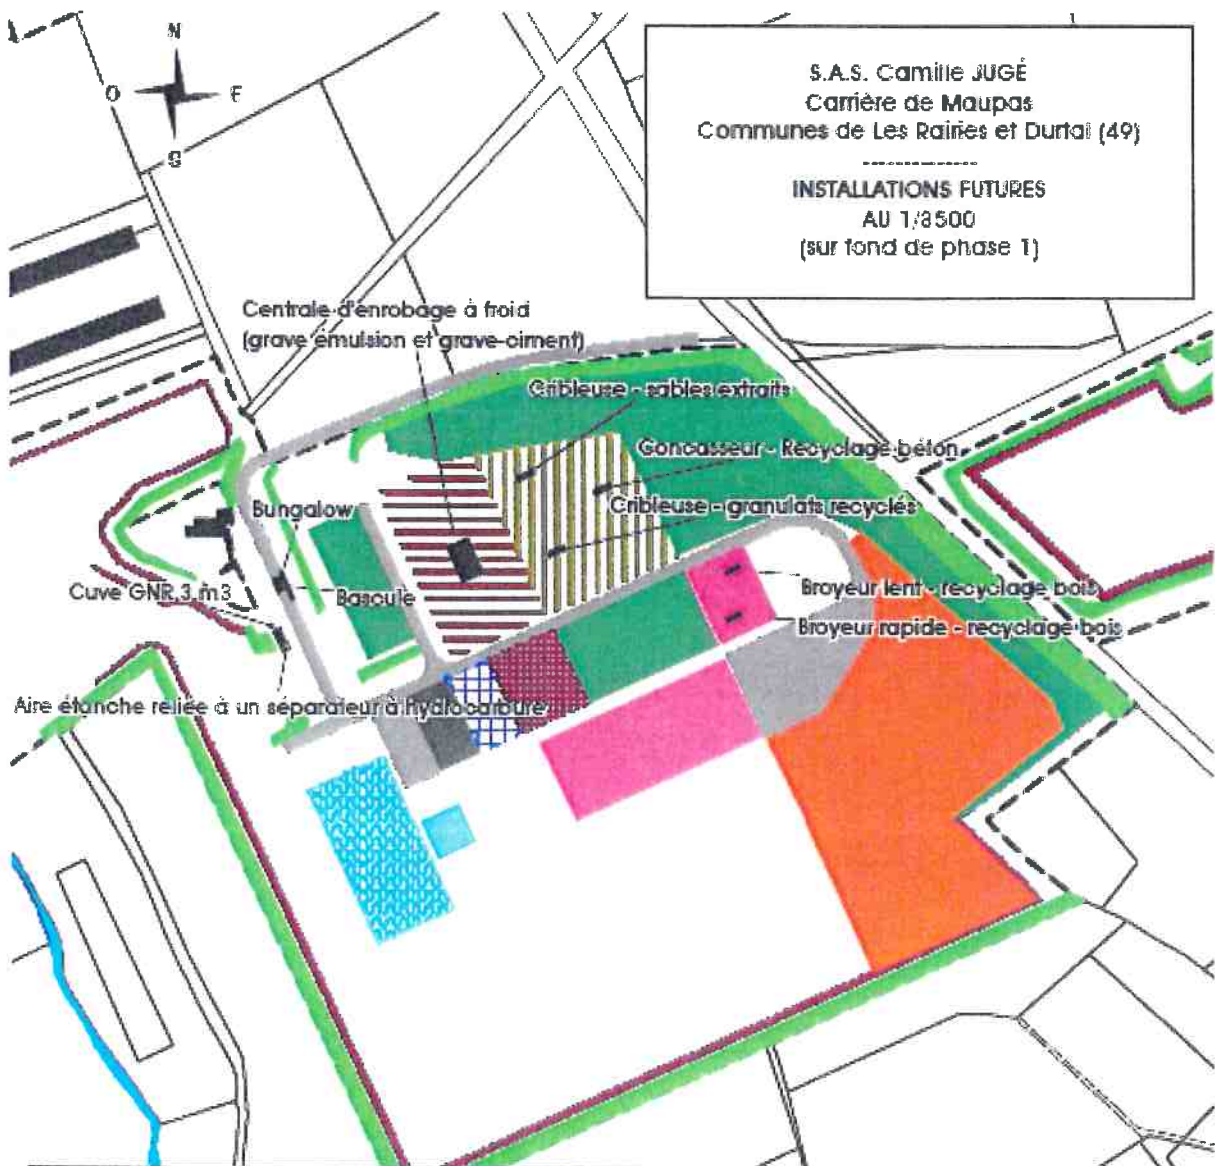 N
O
E
S
S.A.S. Camille JUGÉ
Carrière de Maupas
Communes de Les Rairies et Durtal (49)
INSTALLATIONS FUTURES
AU 1/3500
(sur fond de phase 1)
Centrale d'enrobage à froid
(grave émulsion et grave-ciment)
Cribleuse - sables extraits
Concasseur - Recyclage béton
Cribleuse - granulats recyclés
Bungalow
Cuve GNR 3 m3
Bascule
Broyeur lent - recyclage bois
Broyeur rapide - recyclage bois
Aire étanche reliée à un séparateur à hydrocarbure